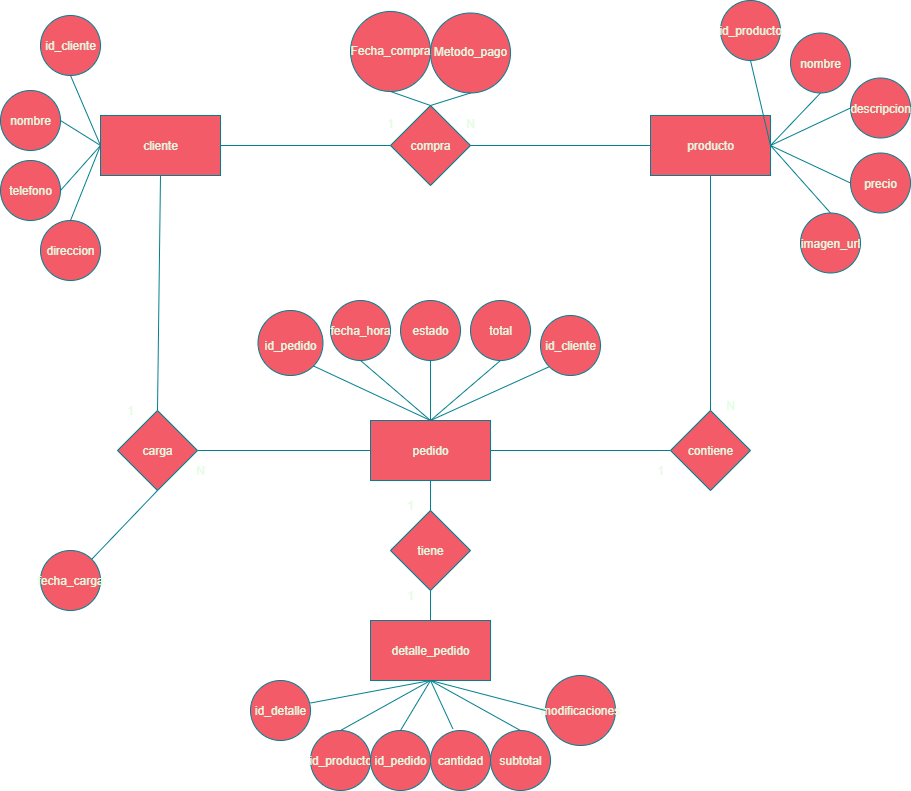 id_cliente
nombre
telefono
direccion
cliente
Fecha_compra
Metodo_pago
1
N
compra
id_producto
nombre
descripcion
precio
imagen_url
producto
id_pedido
fecha_hora
estado
total
id_cliente
1
N
carga
N
pedido
1
contiene
fecha_carga
1
tiene
1
detalle_pedido
id_detalle
id_producto
id_pedido
cantidad
subtotal
modificaciones